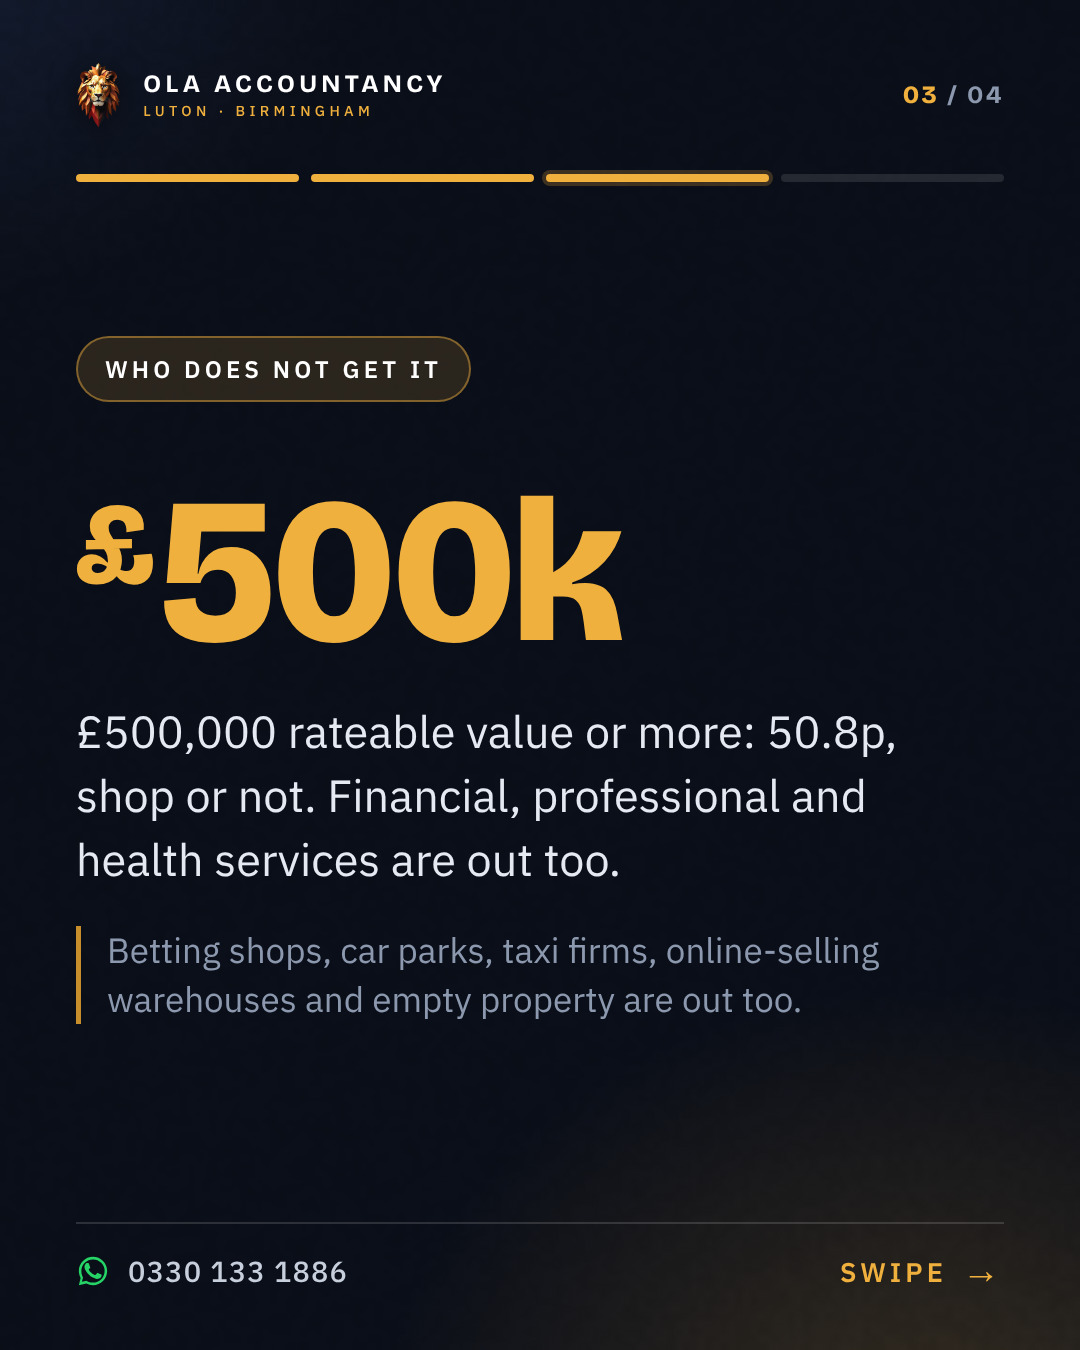 OLA ACCOUNTANCY
LUTON · BIRMINGHAM
03 / 04
WHO DOES NOT GET IT
£500k
£500,000 rateable value or more: 50.8p,
shop or not. Financial, professional and
health services are out too.
Betting shops, car parks, taxi firms, online-selling
warehouses and empty property are out too.
0330 133 1886
SWIPE →